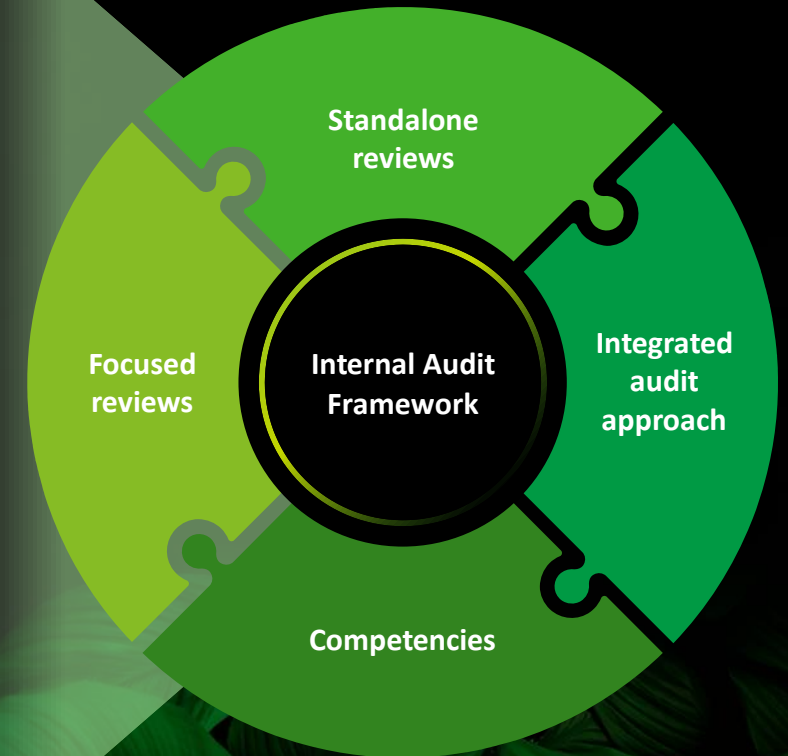 Standalone
reviews
Integrated
audit
approach
Focused
reviews
Internal Audit
Framework
Competencies